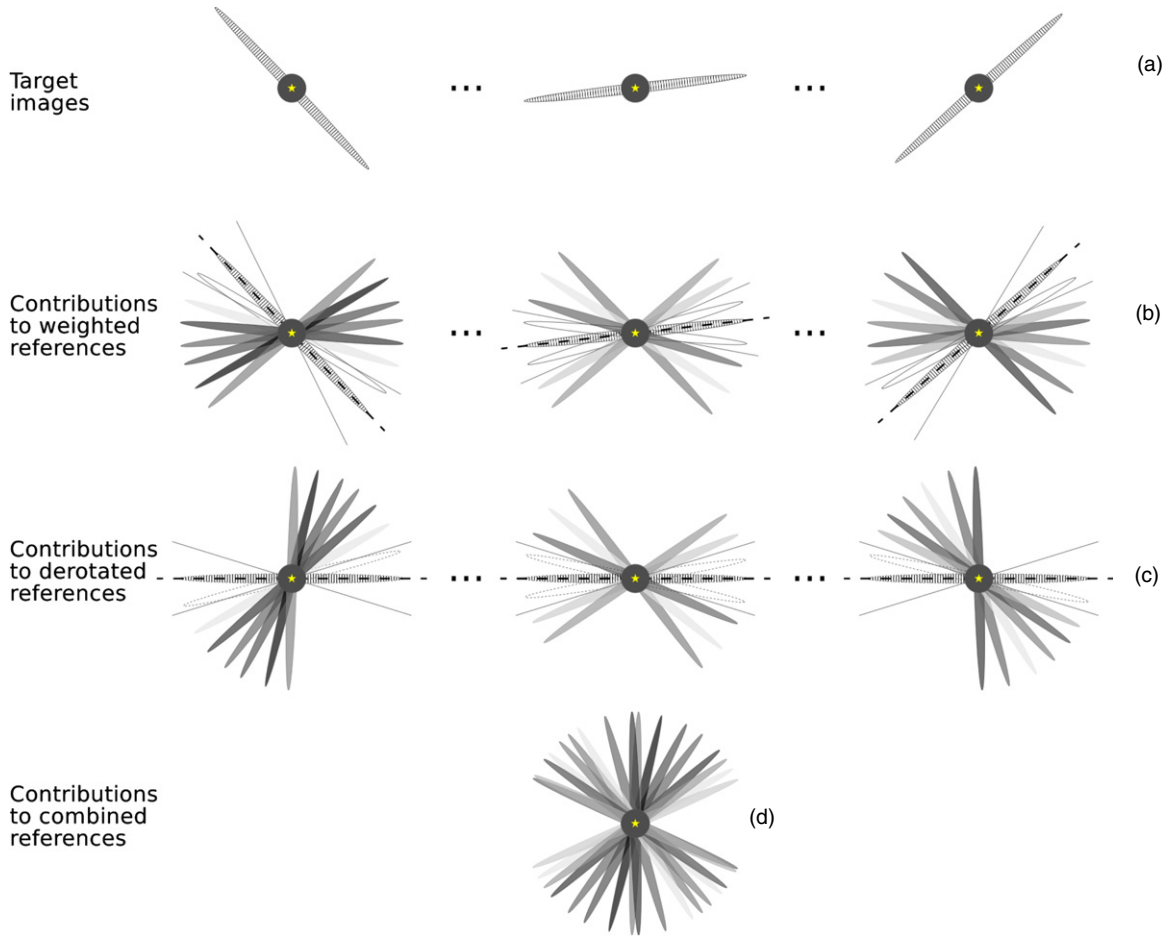 Target
images
... ...
(a)
Contributions
to weighted
references
... ...
(b)
Contributions
to derotated
references
... ...
(c)
Contributions
to combined
references
(d)